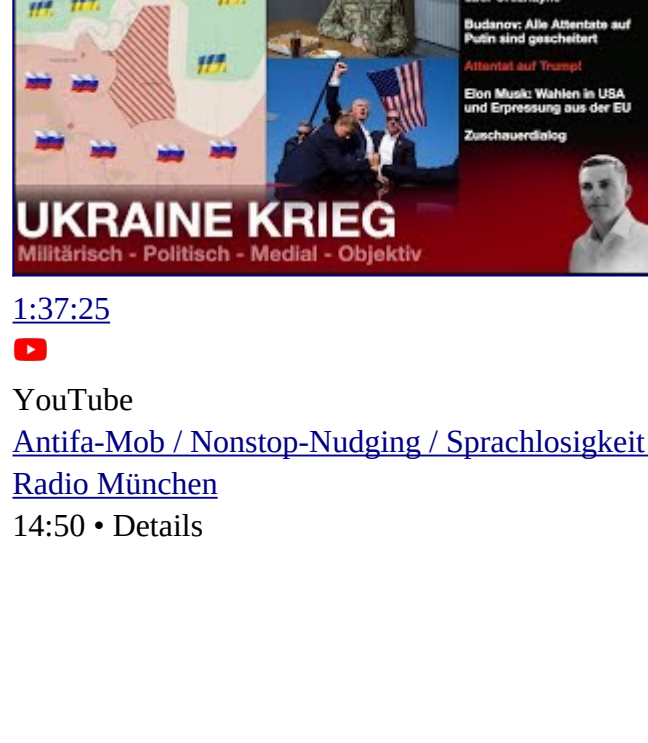 Budanov: Alle Attentate auf
Putin sind gescheitert
Attentat auf Trump!
Elon Musk: Wahlen in USA
und Erpressung aus der EU
Zuschauerdialog
UKRAINE KRIEG
Militärisch - Politisch - Medial - Objektiv
1:37:25
YouTube
Antifa-Mob / Nonstop-Nudging / Sprachlosigkeit
Radio München
14:50 • Details